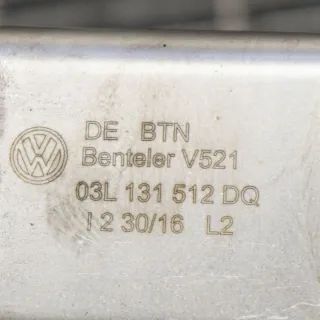 DE BTN
Benteler V521
03L 131 512 DQ
I 2 30/16 L2